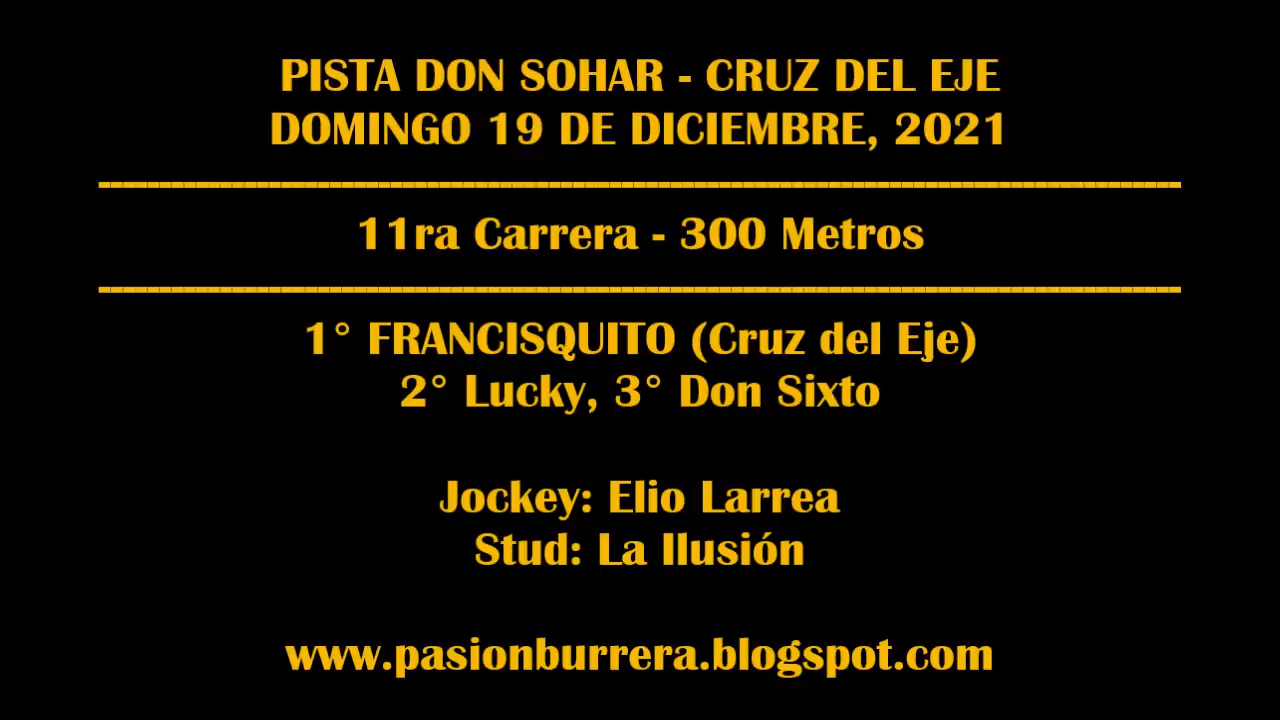 PISTA DON SOHAR - CRUZ DEL EJE
DOMINGO 19 DE DICIEMBRE, 2021
11ra Carrera - 300 Metros
1° FRANCISQUITO (Cruz del Eje)
2° Lucky, 3° Don Sixto
Jockey: Elio Larrea
Stud: La Ilusión
www.pasionburrera.blogspot.com